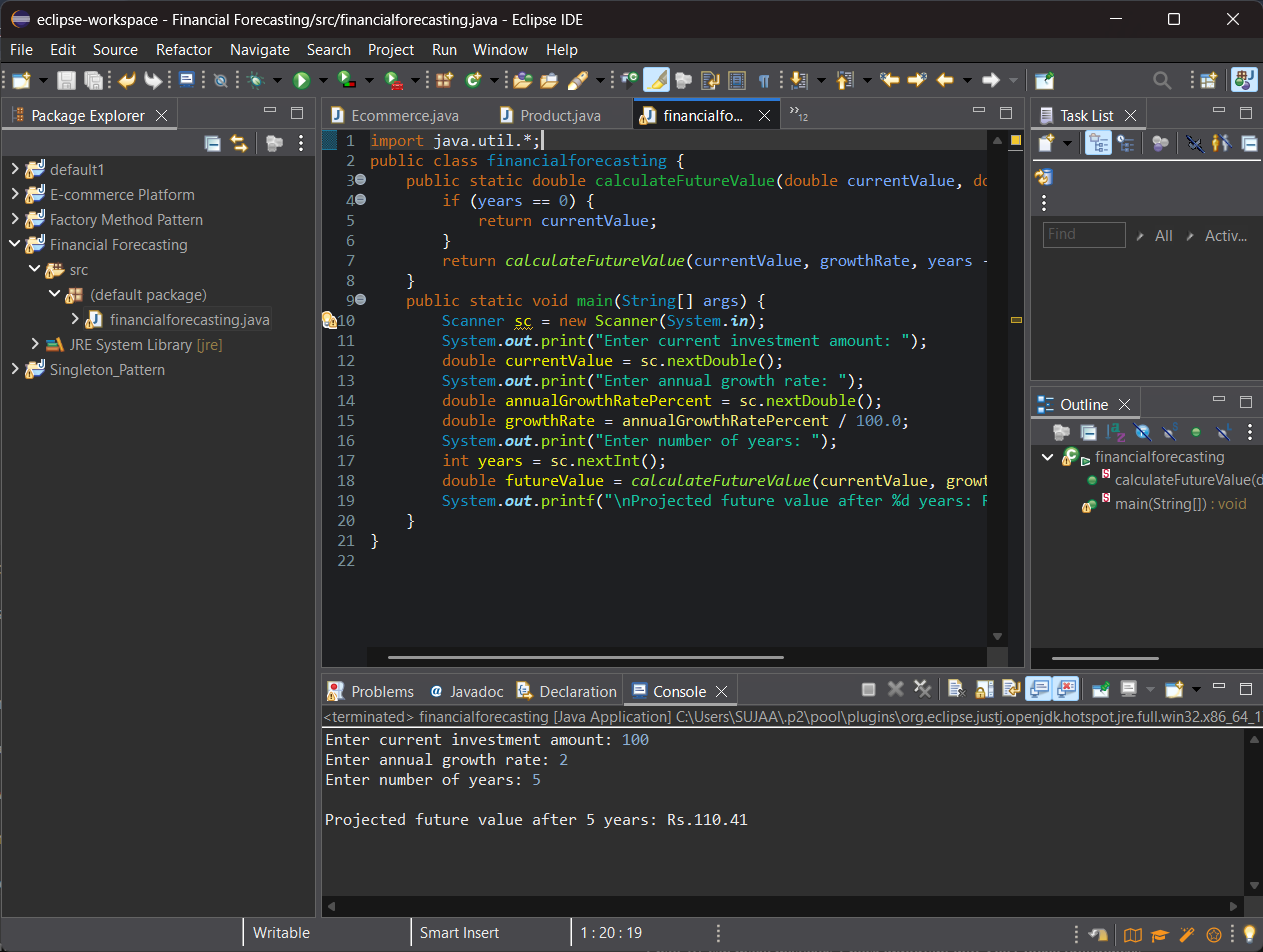 eclipse-workspace - Financial Forecasting/src/financialforecasting.java - Eclipse IDE
File Edit Source Refactor Navigate Search Project Run Window Help
Package Explorer
default1
E-commerce Platform
Factory Method Pattern
Financial Forecasting
src
(default package)
financialforecasting.java
JRE System Library [jre]
Singleton_Pattern
Ecommerce.java Product.java financialfo... »12
1 import java.util.*;
2 public class financialforecasting {
3 public static double calculateFutureValue(double currentValue, do
4 if (years == 0) {
5 return currentValue;
6 }
7 return calculateFutureValue(currentValue, growthRate, years -
8 }
9 public static void main(String[] args) {
10 Scanner sc = new Scanner(System.in);
11 System.out.print("Enter current investment amount: ");
12 double currentValue = sc.nextDouble();
13 System.out.print("Enter annual growth rate: ");
14 double annualGrowthRatePercent = sc.nextDouble();
15 double growthRate = annualGrowthRatePercent / 100.0;
16 System.out.print("Enter number of years: ");
17 int years = sc.nextInt();
18 double futureValue = calculateFutureValue(currentValue, growt
19 System.out.printf("\nProjected future value after %d years: R
20 }
21 }
22
Task List
Find All Activ...
Outline
financialforecasting
calculateFutureValue(d
main(String[]) : void
Problems Javadoc Declaration Console
<terminated> financialforecasting [Java Application] C:\Users\SUJAA\.p2\pool\plugins\org.eclipse.justj.openjdk.hotspot.jre.full.win32.x86_64_1
Enter current investment amount: 100
Enter annual growth rate: 2
Enter number of years: 5
Projected future value after 5 years: Rs.110.41
Writable Smart Insert 1 : 20 : 19